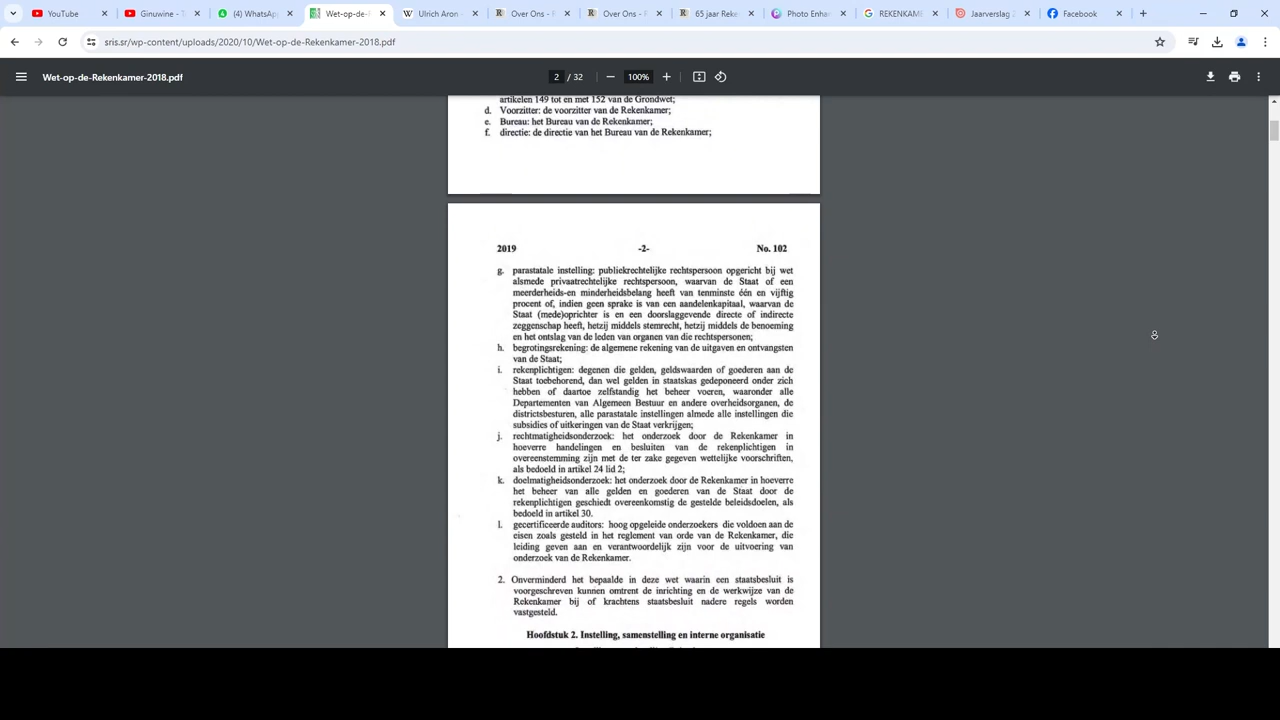 YouTube
Ginuwine -
(4) WhatsApp
Wet-op-de-
Ulrich Aron
Over Ons -
Over Ons -
65 jaar Reke
Photo Enha
REKENKAME
Jaarverslag 2
Facebook
sris.sr/wp-content/uploads/2020/10/Wet-op-de-Rekenkamer-2018.pdf
Wet-op-de-Rekenkamer-2018.pdf
2 / 32
100%
artikelen 149 tot en met 152 van de Grondwet;
d. Voorzitter: de voorzitter van de Rekenkamer;
e. Bureau: het Bureau van de Rekenkamer;
f. directie: de directie van het Bureau van de Rekenkamer;
2019 -2- No. 102
g. parastatale instelling: publiekrechtelijke rechtspersoon opgericht bij wet
alsmede privaatrechtelijke rechtspersoon, waarvan de Staat of een
meerderheids-en minderheidsbelang heeft van tenminste één en vijftig
procent of, indien geen sprake is van een aandelenkapitaal, waarvan de
Staat (mede)oprichter is en een doorslaggevende directe of indirecte
zeggenschap heeft, hetzij middels stemrecht, hetzij middels de benoeming
en het ontslag van de leden van organen van die rechtspersonen;
h. begrotingsrekening: de algemene rekening van de uitgaven en ontvangsten
van de Staat;
i. rekenplichtigen: degenen die gelden, geldswaarden of goederen aan de
Staat toebehorend, dan wel gelden in staatskas gedeponeerd onder zich
hebben of daartoe zelfstandig het beheer voeren, waaronder alle
Departementen van Algemeen Bestuur en andere overheidsorganen, de
districtsbesturen, alle parastatale instellingen almede alle instellingen die
subsidies of uitkeringen van de Staat verkrijgen;
j. rechtmatigheidsonderzoek: het onderzoek door de Rekenkamer in
hoeverre handelingen en besluiten van de rekenplichtigen in
overeenstemming zijn met de ter zake gegeven wettelijke voorschriften,
als bedoeld in artikel 24 lid 2;
k. doelmatigheidsonderzoek: het onderzoek door de Rekenkamer in hoeverre
het beheer van alle gelden en goederen van de Staat door de
rekenplichtigen geschiedt overeenkomstig de gestelde beleidsdoelen, als
bedoeld in artikel 30.
l. gecertificeerde auditors: hoog opgeleide onderzoekers die voldoen aan de
eisen zoals gesteld in het reglement van orde van de Rekenkamer, die
leiding geven aan en verantwoordelijk zijn voor de uitvoering van
onderzoek van de Rekenkamer.
2. Onverminderd het bepaalde in deze wet waarin een staatsbesluit is
voorgeschreven kunnen omtrent de inrichting en de werkwijze van de
Rekenkamer bij of krachtens staatsbesluit nadere regels worden
vastgesteld.
Hoofdstuk 2. Instelling, samenstelling en interne organisatie